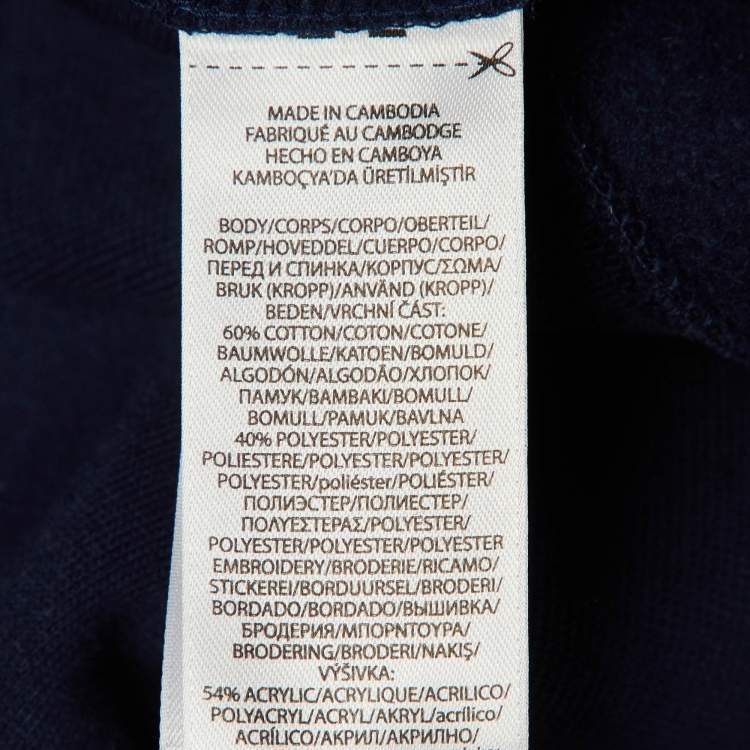 MADE IN CAMBODIA
FABRIQUÉ AU CAMBODGE
HECHO EN CAMBOYA
KAMBOÇYA'DA ÜRETİLMİŞTİR
BODY/CORPS/CORPO/OBERTEIL/
ROMP/HOVEDDEL/CUERPO/CORPO/
ПЕРЕД И СПИНКА/КОРПУС/ΣΩΜΑ/
BRUK (KROPP)/ANVÄND (KROPP)/
BEDEN/VRCHNÍ ČÁST:
60% COTTON/COTON/COTONE/
BAUMWOLLE/KATOEN/BOMULD/
ALGODÓN/ALGODÃO/ХЛОПОК/
ПАМУК/BAMBAKI/BOMULL/
BOMULL/PAMUK/BAVLNA
40% POLYESTER/POLYESTER/
POLIESTERE/POLYESTER/POLYESTER/
POLYESTER/poliéster/POLIÉSTER/
ПОЛИЭСТЕР/ПОЛИЕСТЕР/
ΠΟΛΥΕΣΤΕΡΑΣ/POLYESTER/
POLYESTER/POLYESTER/POLYESTER
EMBROIDERY/BRODERIE/RICAMO/
STICKEREI/BORDUURSEL/BRODERI/
BORDADO/BORDADO/ВЫШИВКА/
БРОДЕРИЯ/ΜΠΟΡΝΤΟΥΡΑ/
BRODERING/BRODERI/NAKIŞ/
VÝŠIVKA:
54% ACRYLIC/ACRYLIQUE/ACRILICO/
POLYACRYL/ACRYL/AKRYL/acrílico/
ACRÍLICO/АКРИЛ/АКРИЛНО/